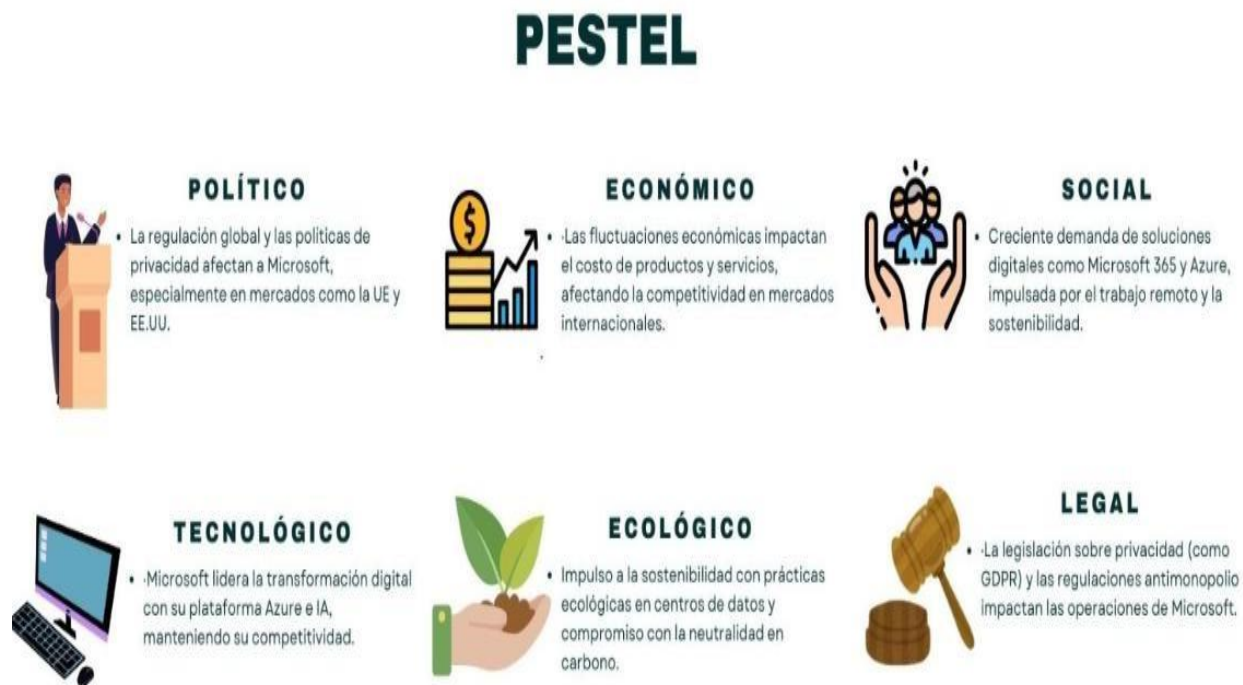 PESTEL
POLÍTICO
• La regulación global y las políticas de
privacidad afectan a Microsoft,
especialmente en mercados como la UE y
EE.UU.
ECONÓMICO
• ·Las fluctuaciones económicas impactan
el costo de productos y servicios,
afectando la competitividad en mercados
internacionales.
.
SOCIAL
• Creciente demanda de soluciones
digitales como Microsoft 365 y Azure,
impulsada por el trabajo remoto y la
sostenibilidad.
TECNOLÓGICO
• ·Microsoft lidera la transformación digital
con su plataforma Azure e IA,
manteniendo su competitividad.
ECOLÓGICO
• Impulso a la sostenibilidad con prácticas
ecológicas en centros de datos y
compromiso con la neutralidad en
carbono.
LEGAL
• ·La legislación sobre privacidad (como
GDPR) y las regulaciones antimonopolio
impactan las operaciones de Microsoft.